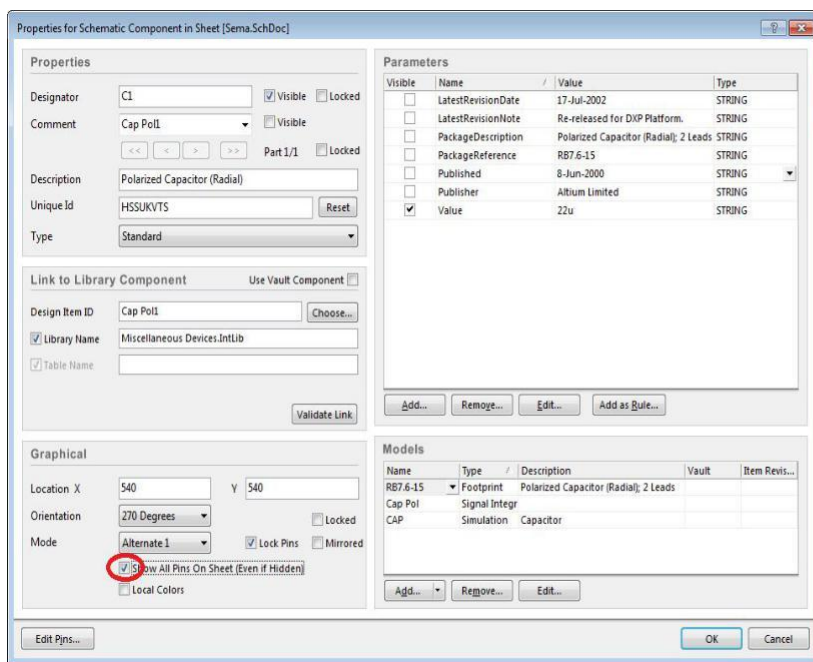 Properties for Schematic Component in Sheet [Sema.SchDoc]
Properties
Designator C1 Visible Locked
Comment Cap Pol1 Visible
<< < > >> Part 1/1 Locked
Description Polarized Capacitor (Radial)
Unique Id HSSUKVTS Reset
Type Standard
Link to Library Component Use Vault Component
Design Item ID Cap Pol1 Choose...
Library Name Miscellaneous Devices.IntLib
Table Name
Validate Link
Graphical
Location X 540 Y 540
Orientation 270 Degrees Locked
Mode Alternate 1 Lock Pins Mirrored
Show All Pins On Sheet (Even if Hidden)
Local Colors
Parameters
Visible Name / Value Type
LatestRevisionDate 17-Jul-2002 STRING
LatestRevisionNote Re-released for DXP Platform. STRING
PackageDescription Polarized Capacitor (Radial); 2 Leads STRING
PackageReference RB7.6-15 STRING
Published 8-Jun-2000 STRING
Publisher Altium Limited STRING
Value 22u STRING
Add... Remove... Edit... Add as Rule...
Models
Name Type / Description Vault Item Revis...
RB7.6-15 Footprint Polarized Capacitor (Radial); 2 Leads
Cap Pol Signal Integr
CAP Simulation Capacitor
Add... Remove... Edit...
Edit Pins... OK Cancel